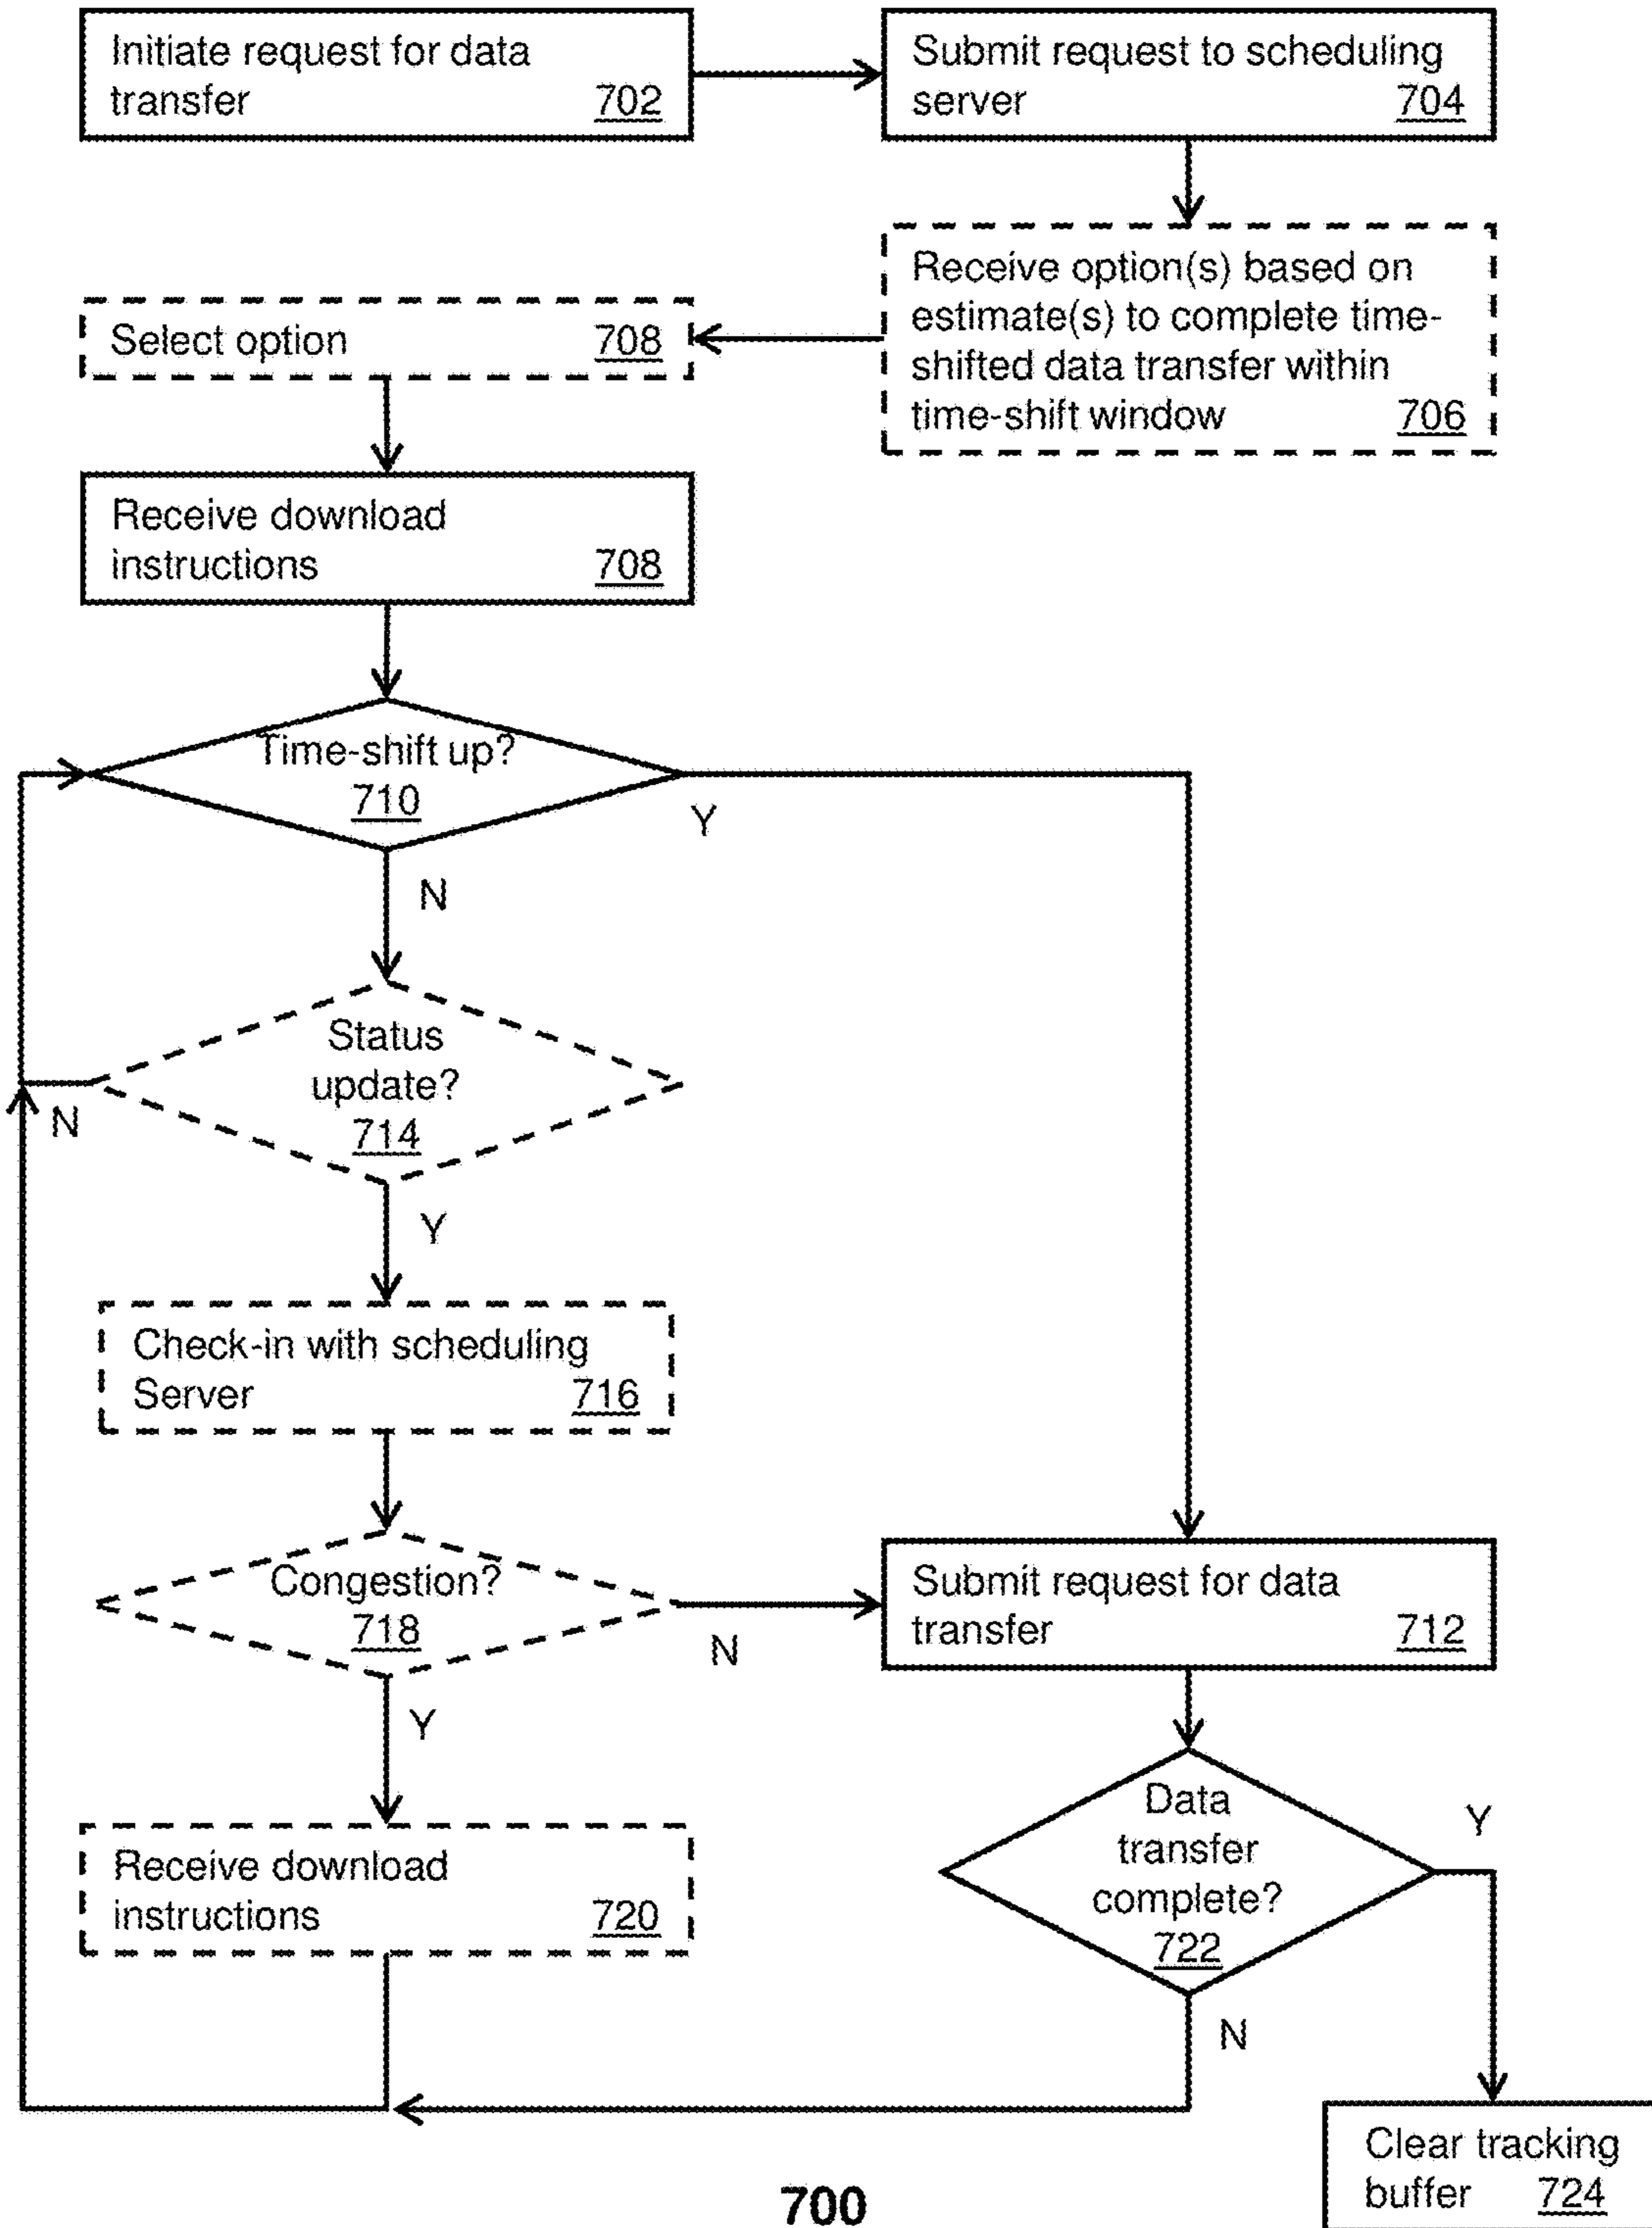 Initiate request for data
transfer 702
Submit request to scheduling
server 704
Receive option(s) based on
estimate(s) to complete time-
shifted data transfer within
time-shift window 706
Select option 708
Receive download
instructions 708
Time-shift up?
710
Y
N
Status
update?
714
N
Y
Check-in with scheduling
Server 716
Congestion?
718
N
Y
Submit request for data
transfer 712
Data
transfer
complete?
722
Y
N
Receive download
instructions 720
Clear tracking
buffer 724
700